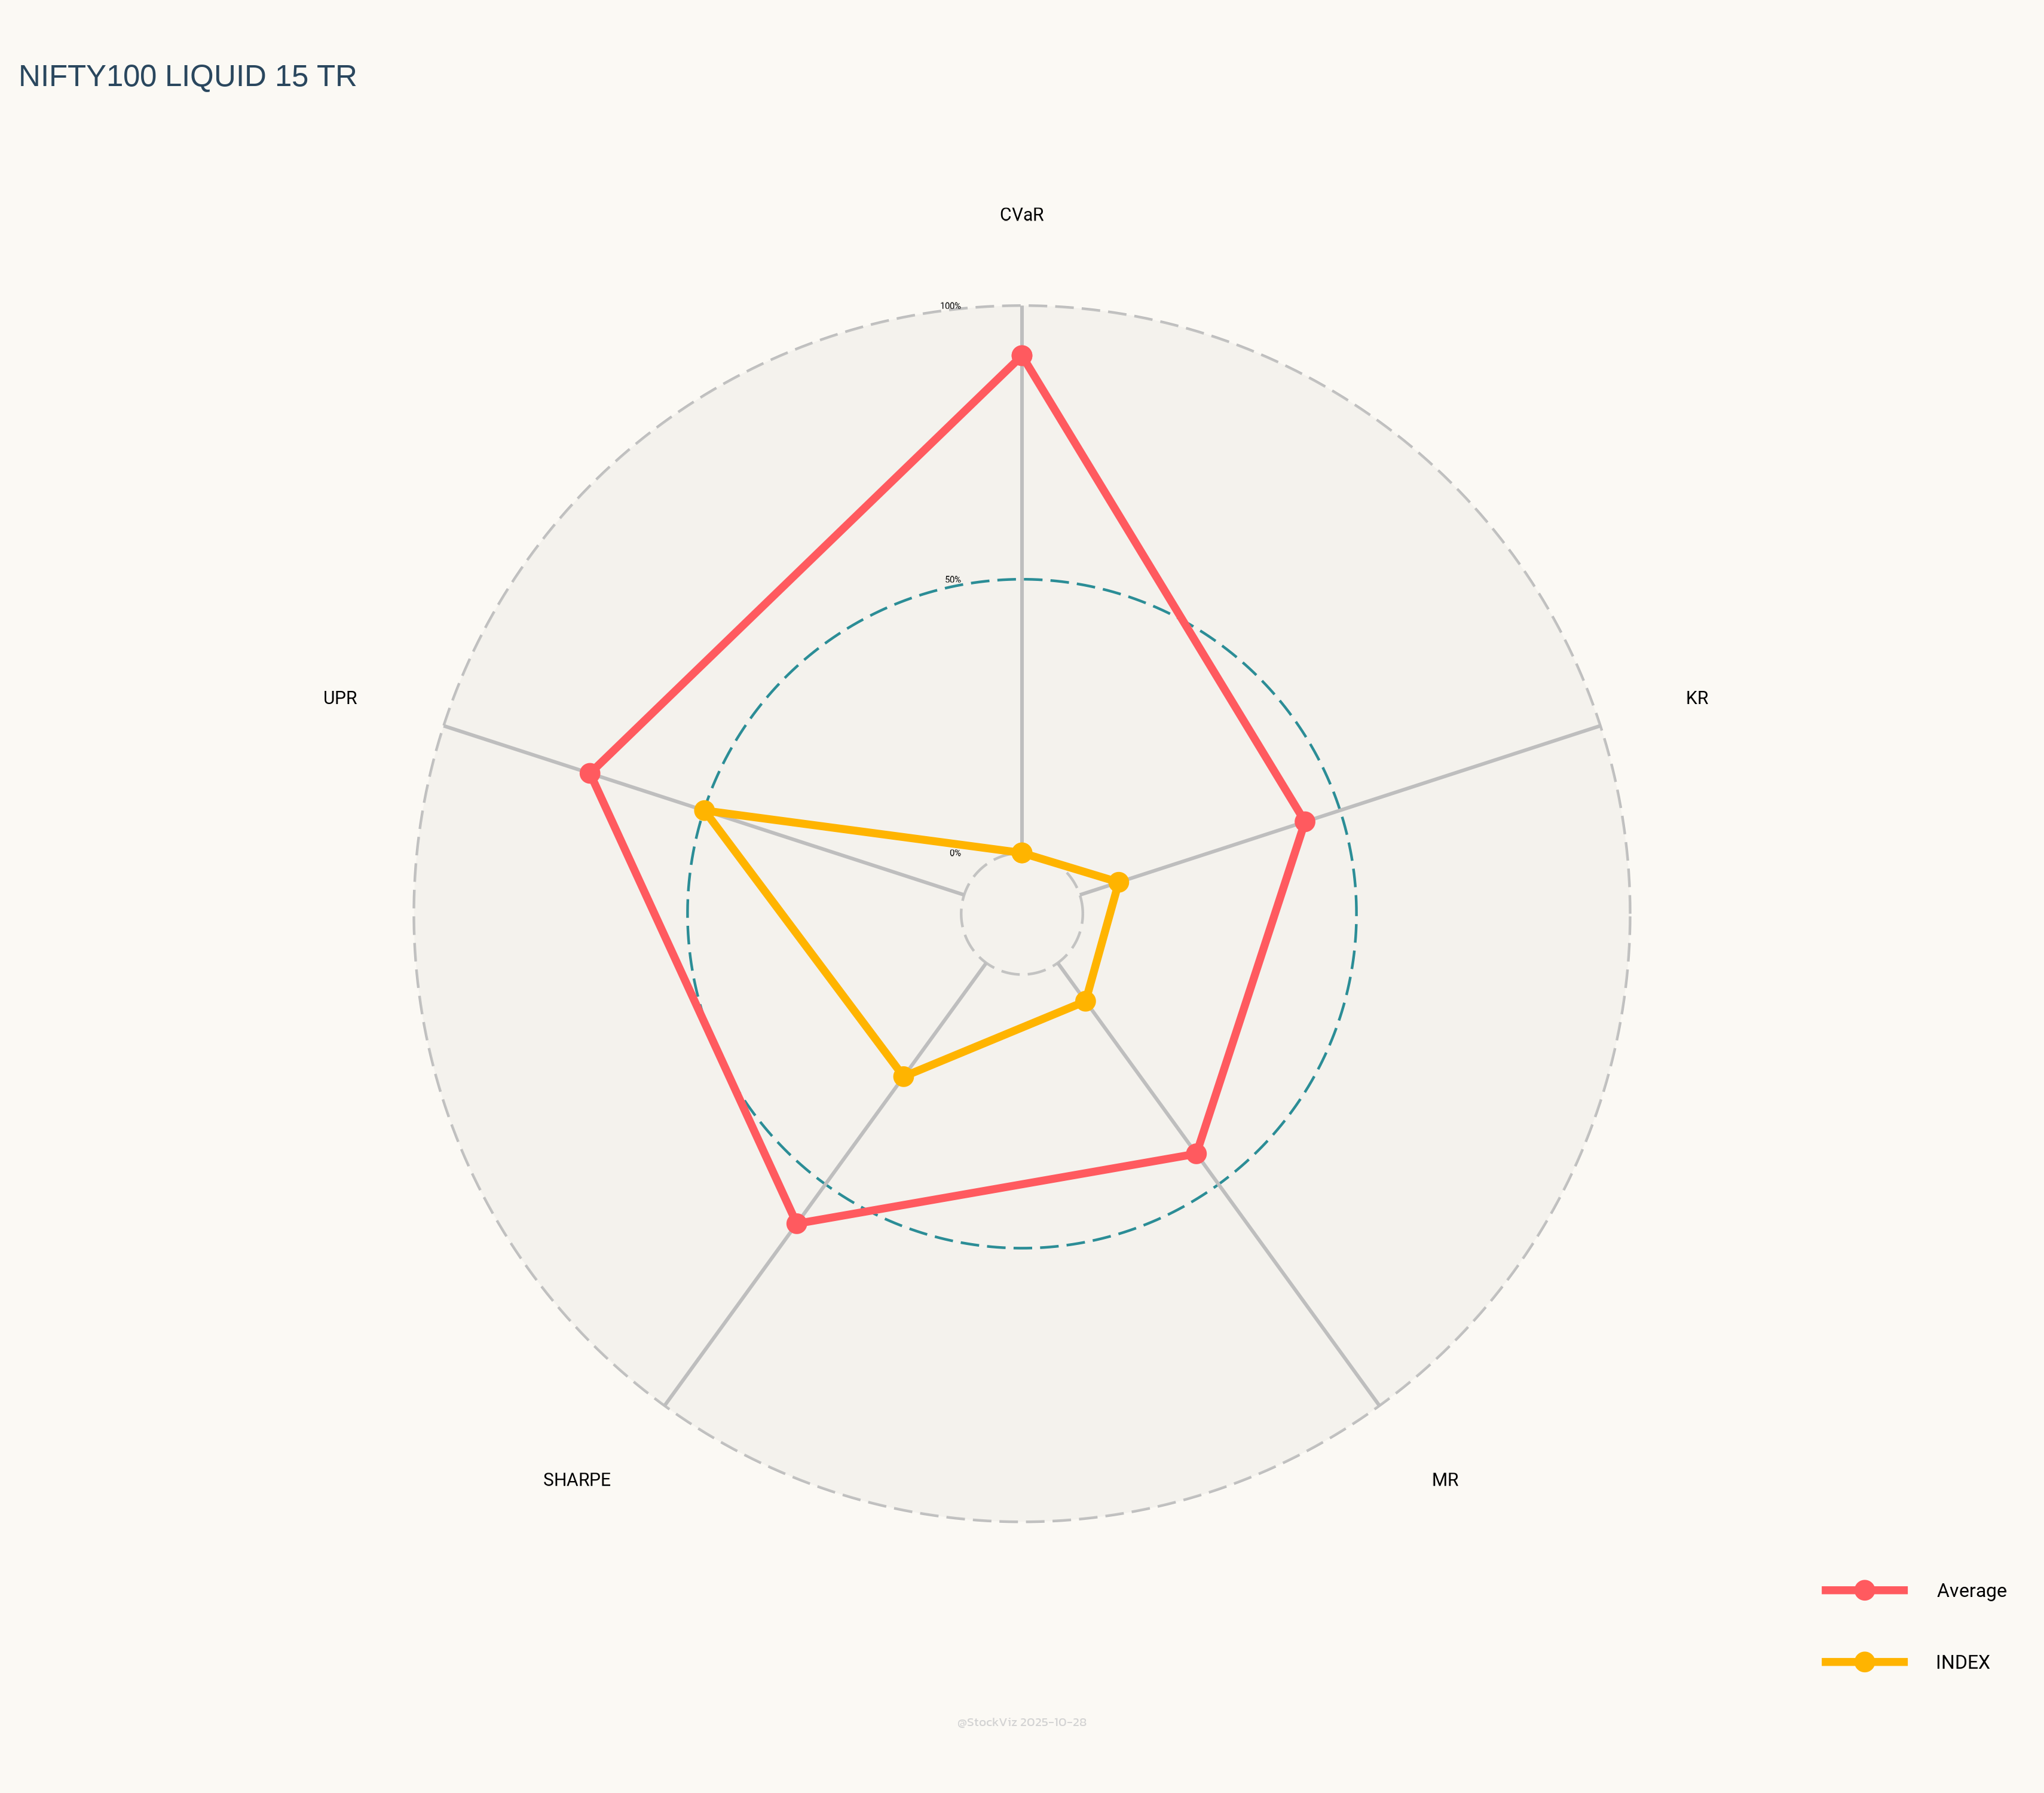 NIFTY100 LIQUID 15 TR
CVaR
100%
50%
UPR
KR
0%
SHARPE
MR
Average
INDEX
@StockViz 2025-10-28